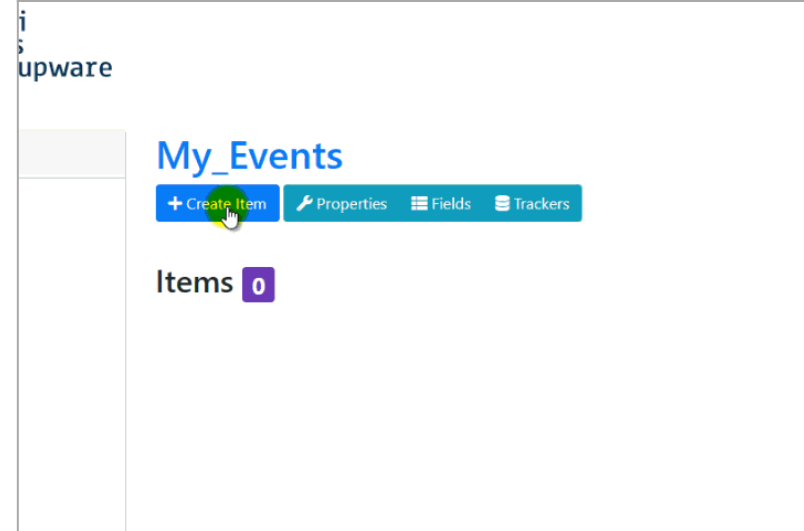 i
s
upware
My_Events
Create Item Properties Fields Trackers
Items 0